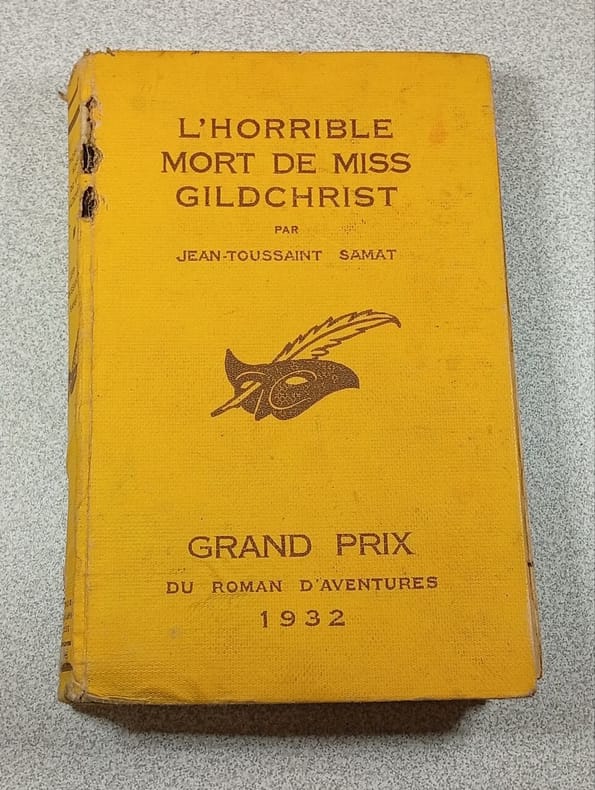 L'HORRIBLE
MORT DE MISS
GILDCHRIST
PAR
JEAN-TOUSSAINT SAMAT
GRAND PRIX
DU ROMAN D'AVENTURES
1932